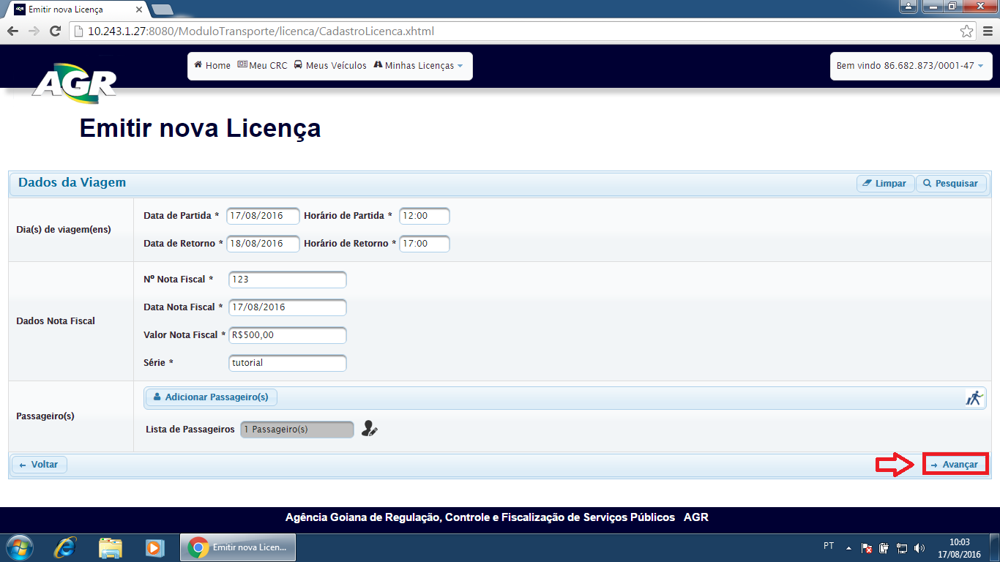 Emitir nova Licença
10.243.1.27:8080/ModuloTransporte/licenca/CadastroLicenca.xhtml
AGR
Home Meu CRC Meus Veículos Minhas Licenças
Bem vindo 86.682.873/0001-47
Emitir nova Licença
Dados da Viagem
Limpar Pesquisar
Dia(s) de viagem(ens)
Data de Partida * 17/08/2016 Horário de Partida * 12:00
Data de Retorno * 18/08/2016 Horário de Retorno * 17:00
Dados Nota Fiscal
Nº Nota Fiscal * 123
Data Nota Fiscal * 17/08/2016
Valor Nota Fiscal * R$500,00
Série * tutorial
Passageiro(s)
Adicionar Passageiro(s)
Lista de Passageiros 1 Passageiro(s)
Voltar Avançar
Agência Goiana de Regulação, Controle e Fiscalização de Serviços Públicos AGR
Emitir nova Licen...
PT
10:03
17/08/2016